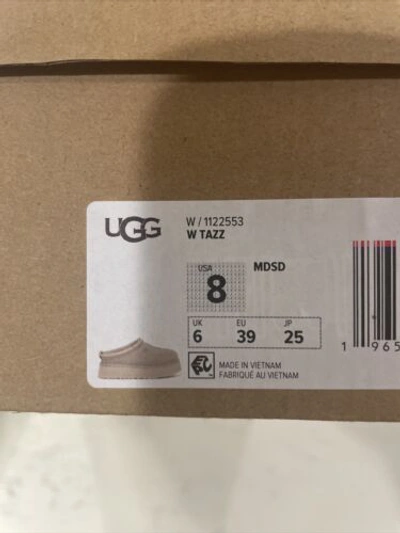 UGG
W / 1122553
W TAZZ
USA
8
MDSD
UK EU JP
6 39 25
MADE IN VIETNAM
FABRIQUÉ AU VIETNAM
1 965